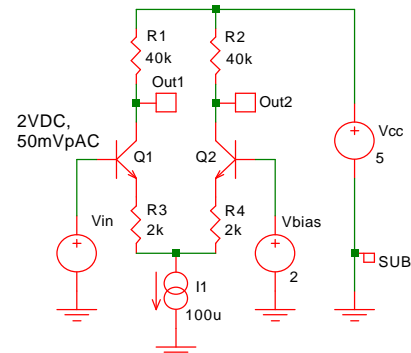 R1
40k
R2
40k
Out1
Out2
2VDC,
50mVpAC
Q1
Q2
Vcc
5
Vin
R3
2k
R4
2k
Vbias
2
SUB
I1
100u